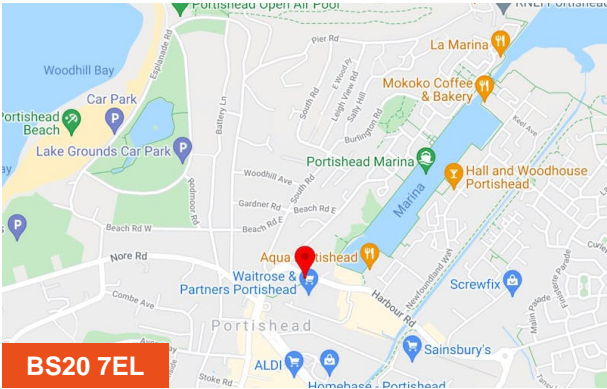 Portishead Open Air Pool
RNLI Portishead
Pier Rd
La Marina
Esplanade Rd
Woodhill Bay
E Wood Py
Leigh View Rd
Sally Hill
South Rd
Mokoko Coffee
& Bakery
Car Park
Battery Ln
Burlington Rd
Keel Ave
Portishead
Beach
Lake Grounds Car Park
Portishead Marina
Hall and Woodhouse
Portishead
Woodhill Ave
South Rd
Marina
Gardner Rd
Beach Rd E
Beach Rd W
Beach Rd E
Nore Rd
Aqua Portishead
Waitrose &
Partners Portishead
Newfoundland Way
Screwfix
Harbour Rd
Combe Ave
Portishead
Sainsbury's
ALDI
Homebase - Portishead
Stoke Rd
BS20 7EL